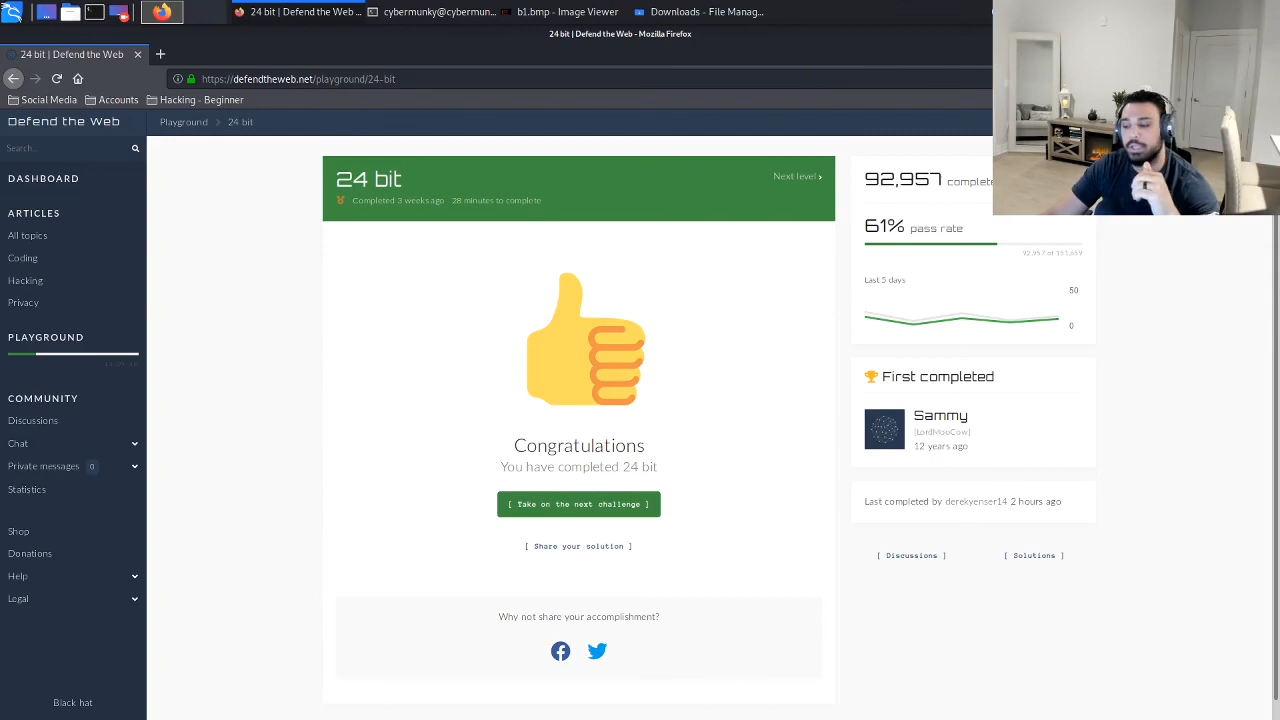 24 bit | Defend the Web ...
cybermunky@cybermun...
b1.bmp - Image Viewer
Downloads - File Manag...
24 bit | Defend the Web - Mozilla Firefox
24 bit | Defend the Web
https://defendtheweb.net/playground/24-bit
Social Media
Accounts
Hacking - Beginner
Defend the Web
Playground
24 bit
Search...
DASHBOARD
ARTICLES
All topics
Coding
Hacking
Privacy
PLAYGROUND
COMMUNITY
Discussions
Chat
Private messages 0
Statistics
Shop
Donations
Help
Legal
Black hat
24 bit
Next level
Completed 3 weeks ago 28 minutes to complete
Congratulations
You have completed 24 bit
[ Take on the next challenge ]
[ Share your solution ]
Why not share your accomplishment?
92,957
61% pass rate
Last 5 days
50
0
First completed
Sammy
[LordMooCow]
12 years ago
Last completed by derekyenser14 2 hours ago
[ Discussions ]
[ Solutions ]